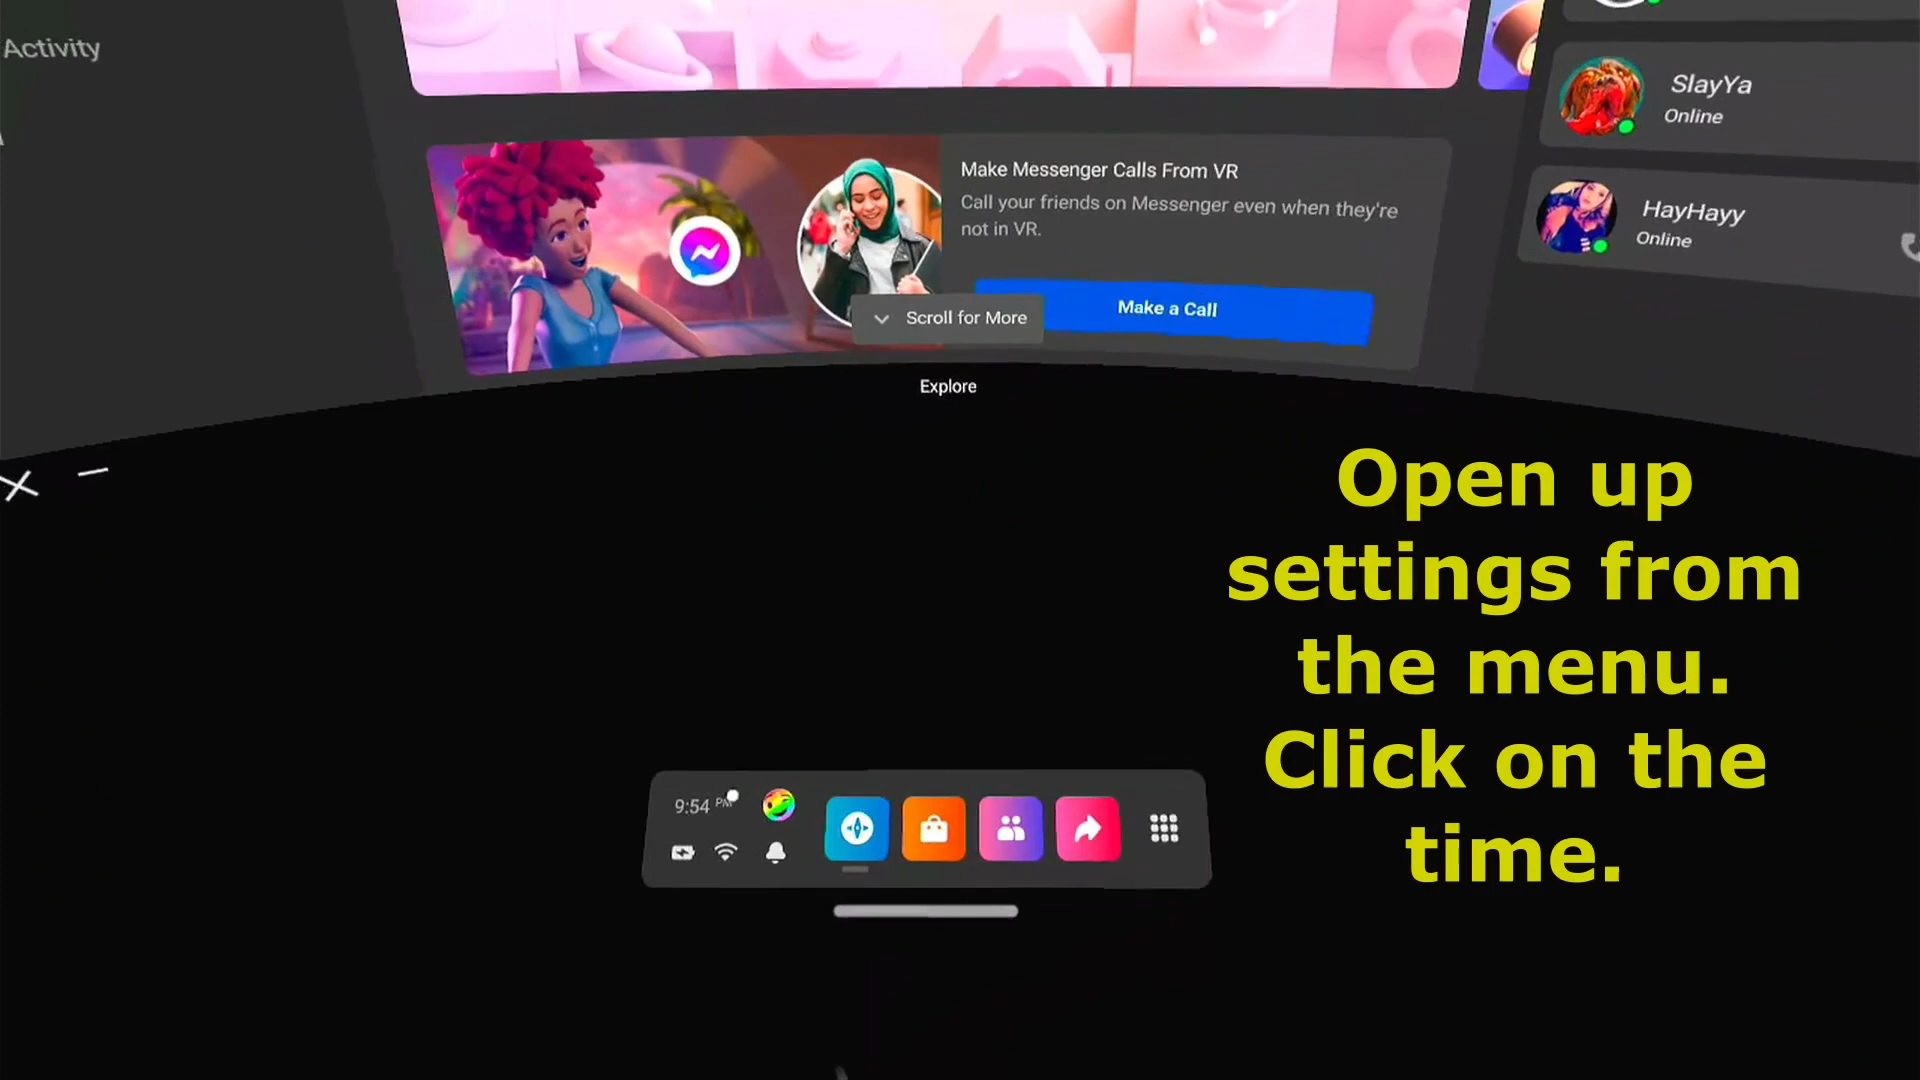 Activity
SlayYa
Online
Make Messenger Calls From VR
Call your friends on Messenger even when they're
not in VR.
HayHayy
Online
Make a Call
Scroll for More
Explore
Open up
settings from
the menu.
Click on the
time.
9:54 PM